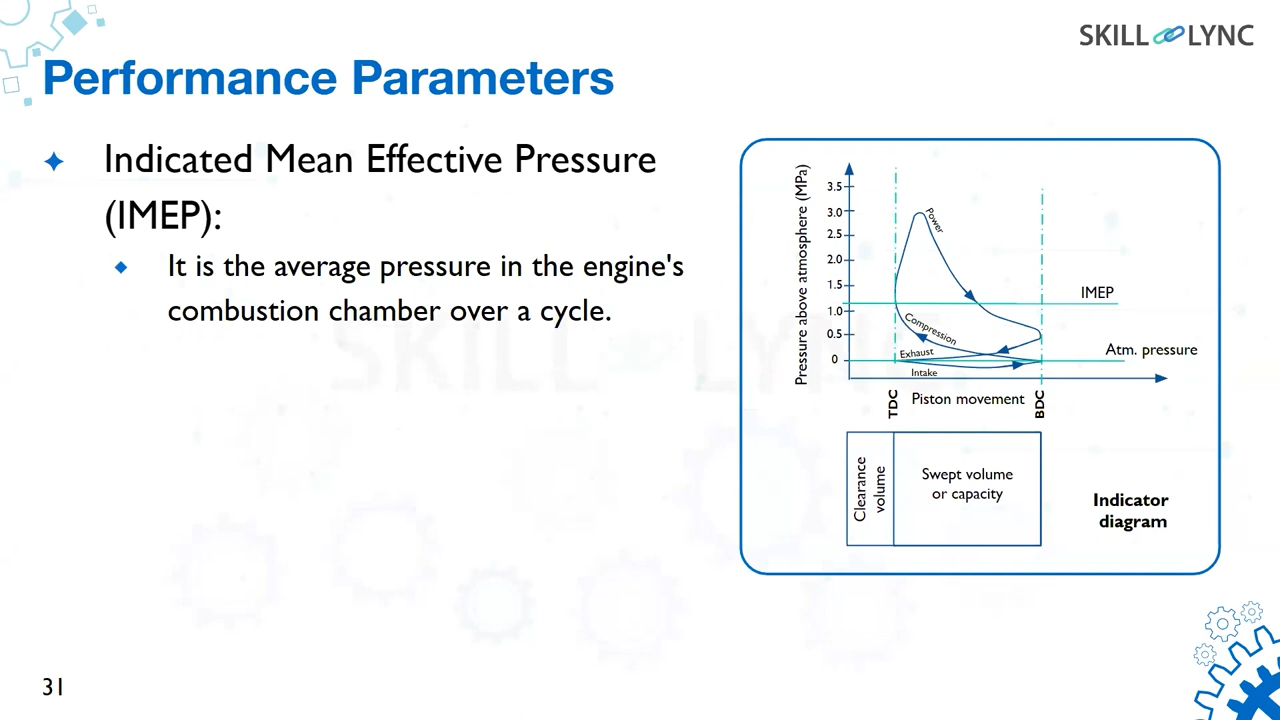 SKILL LYNC
Performance Parameters
Indicated Mean Effective Pressure
(IMEP):
It is the average pressure in the engine's
combustion chamber over a cycle.
SKILL LYNC
Pressure above atmosphere (MPa)
3.5
3.0
2.5
2.0
1.5
1.0
0.5
0
Power
IMEP
Compression
Exhaust
Atm. pressure
Intake
TDC
Piston movement
BDC
Clearance
volume
Swept volume
or capacity
Indicator
diagram
31